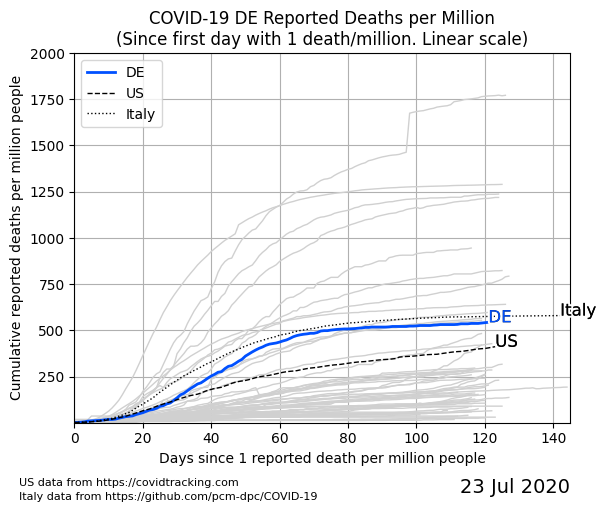 COVID-19 DE Reported Deaths per Million
(Since first day with 1 death/million. Linear scale)
2000
1750
1500
1250
1000
750
500
250
DE
US
Italy
Cumulative reported deaths per million people
Italy
DE
US
0 20 40 60 80 100 120 140
Days since 1 reported death per million people
US data from https://covidtracking.com
Italy data from https://github.com/pcm-dpc/COVID-19
23 Jul 2020